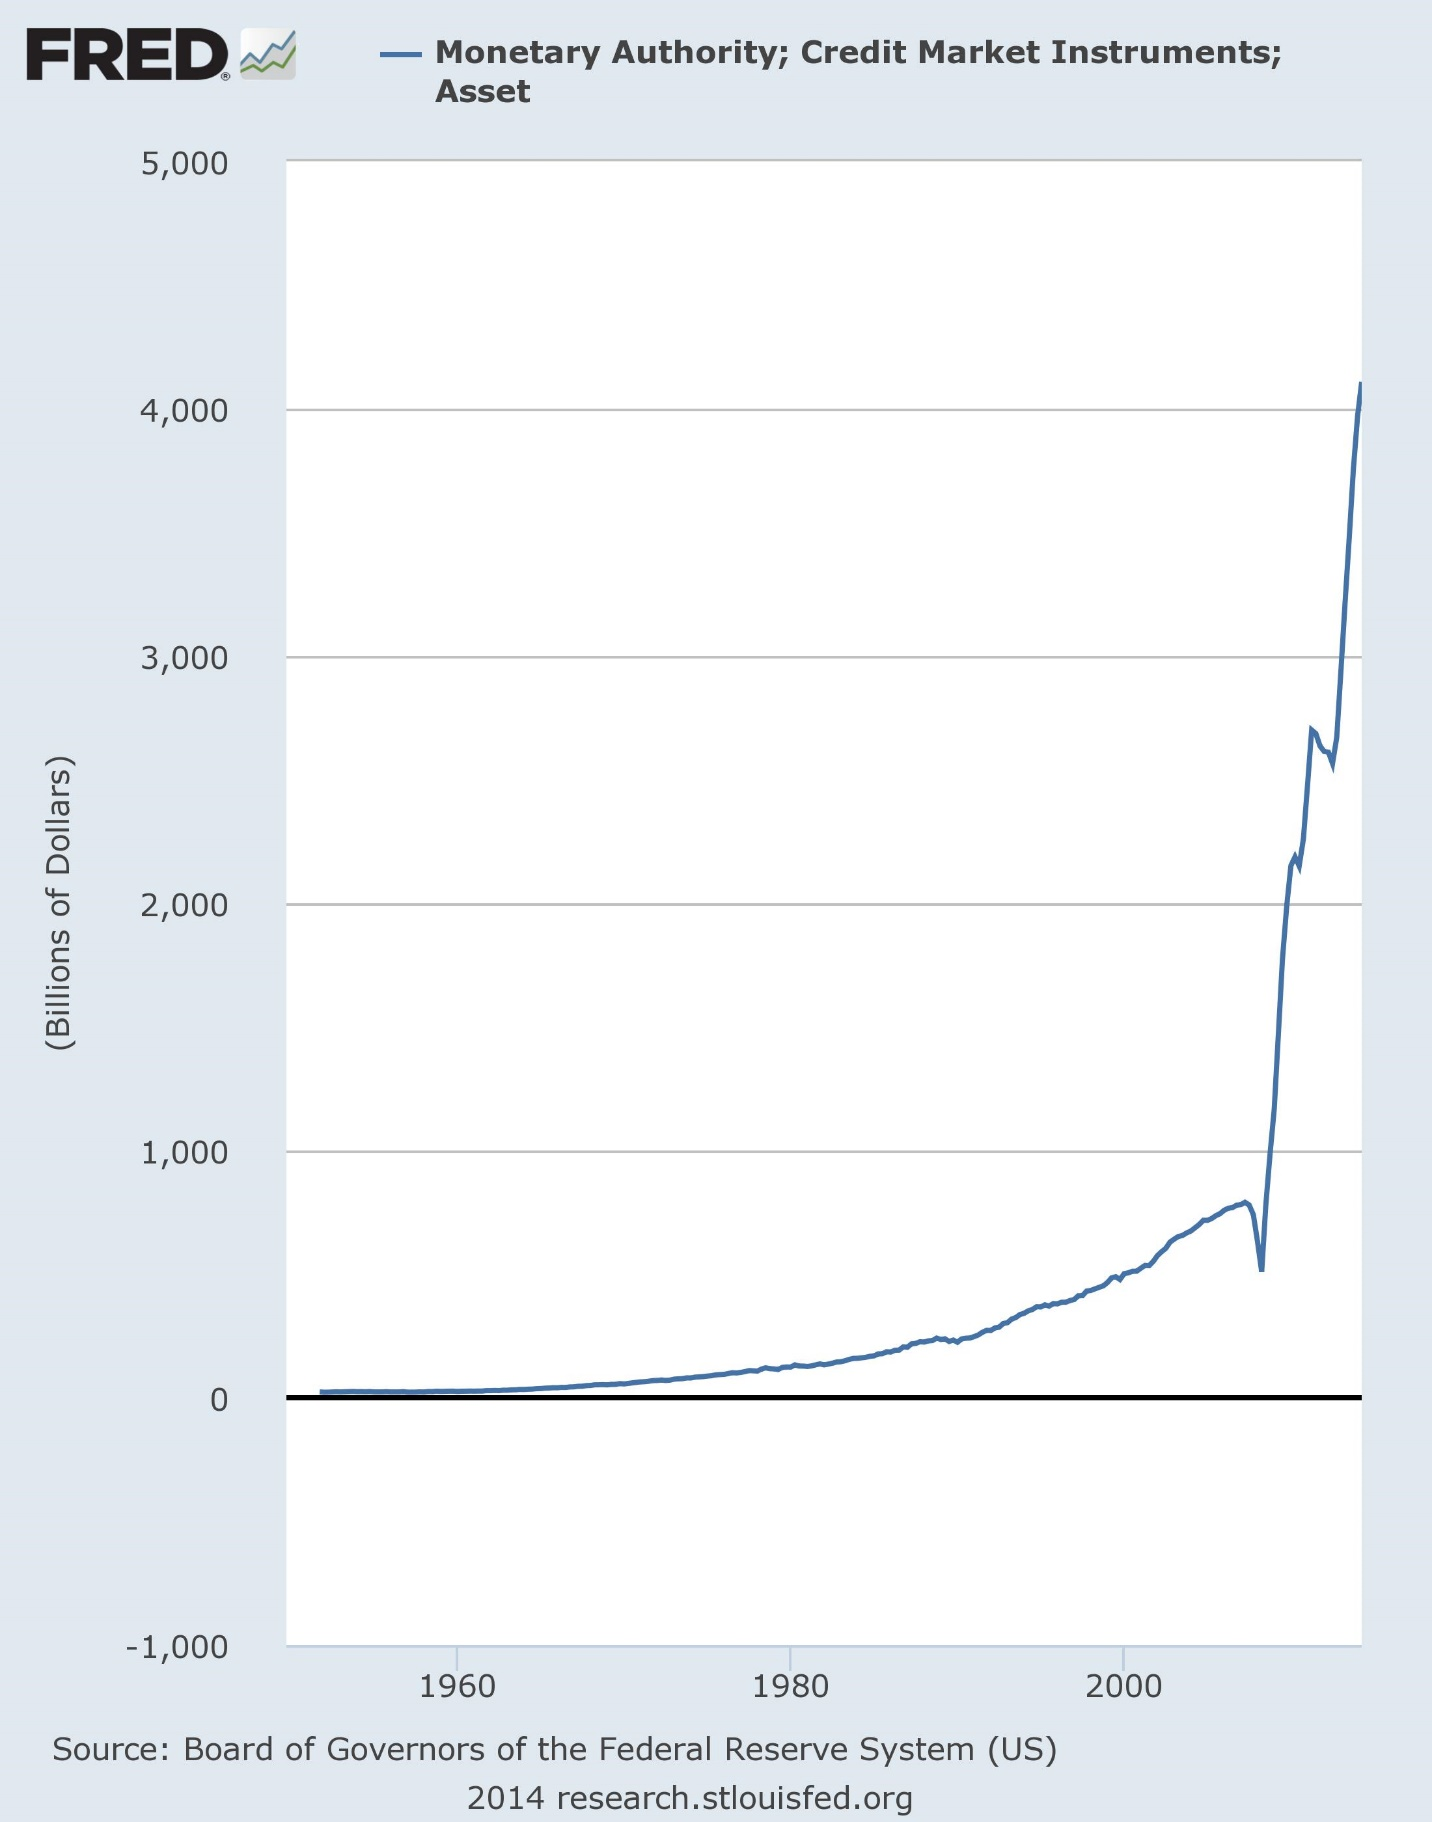 FRED®
Monetary Authority; Credit Market Instruments;
Asset
5,000
4,000
3,000
2,000
1,000
0
-1,000
(Billions of Dollars)
1960 1980 2000
Source: Board of Governors of the Federal Reserve System (US)
2014 research.stlouisfed.org